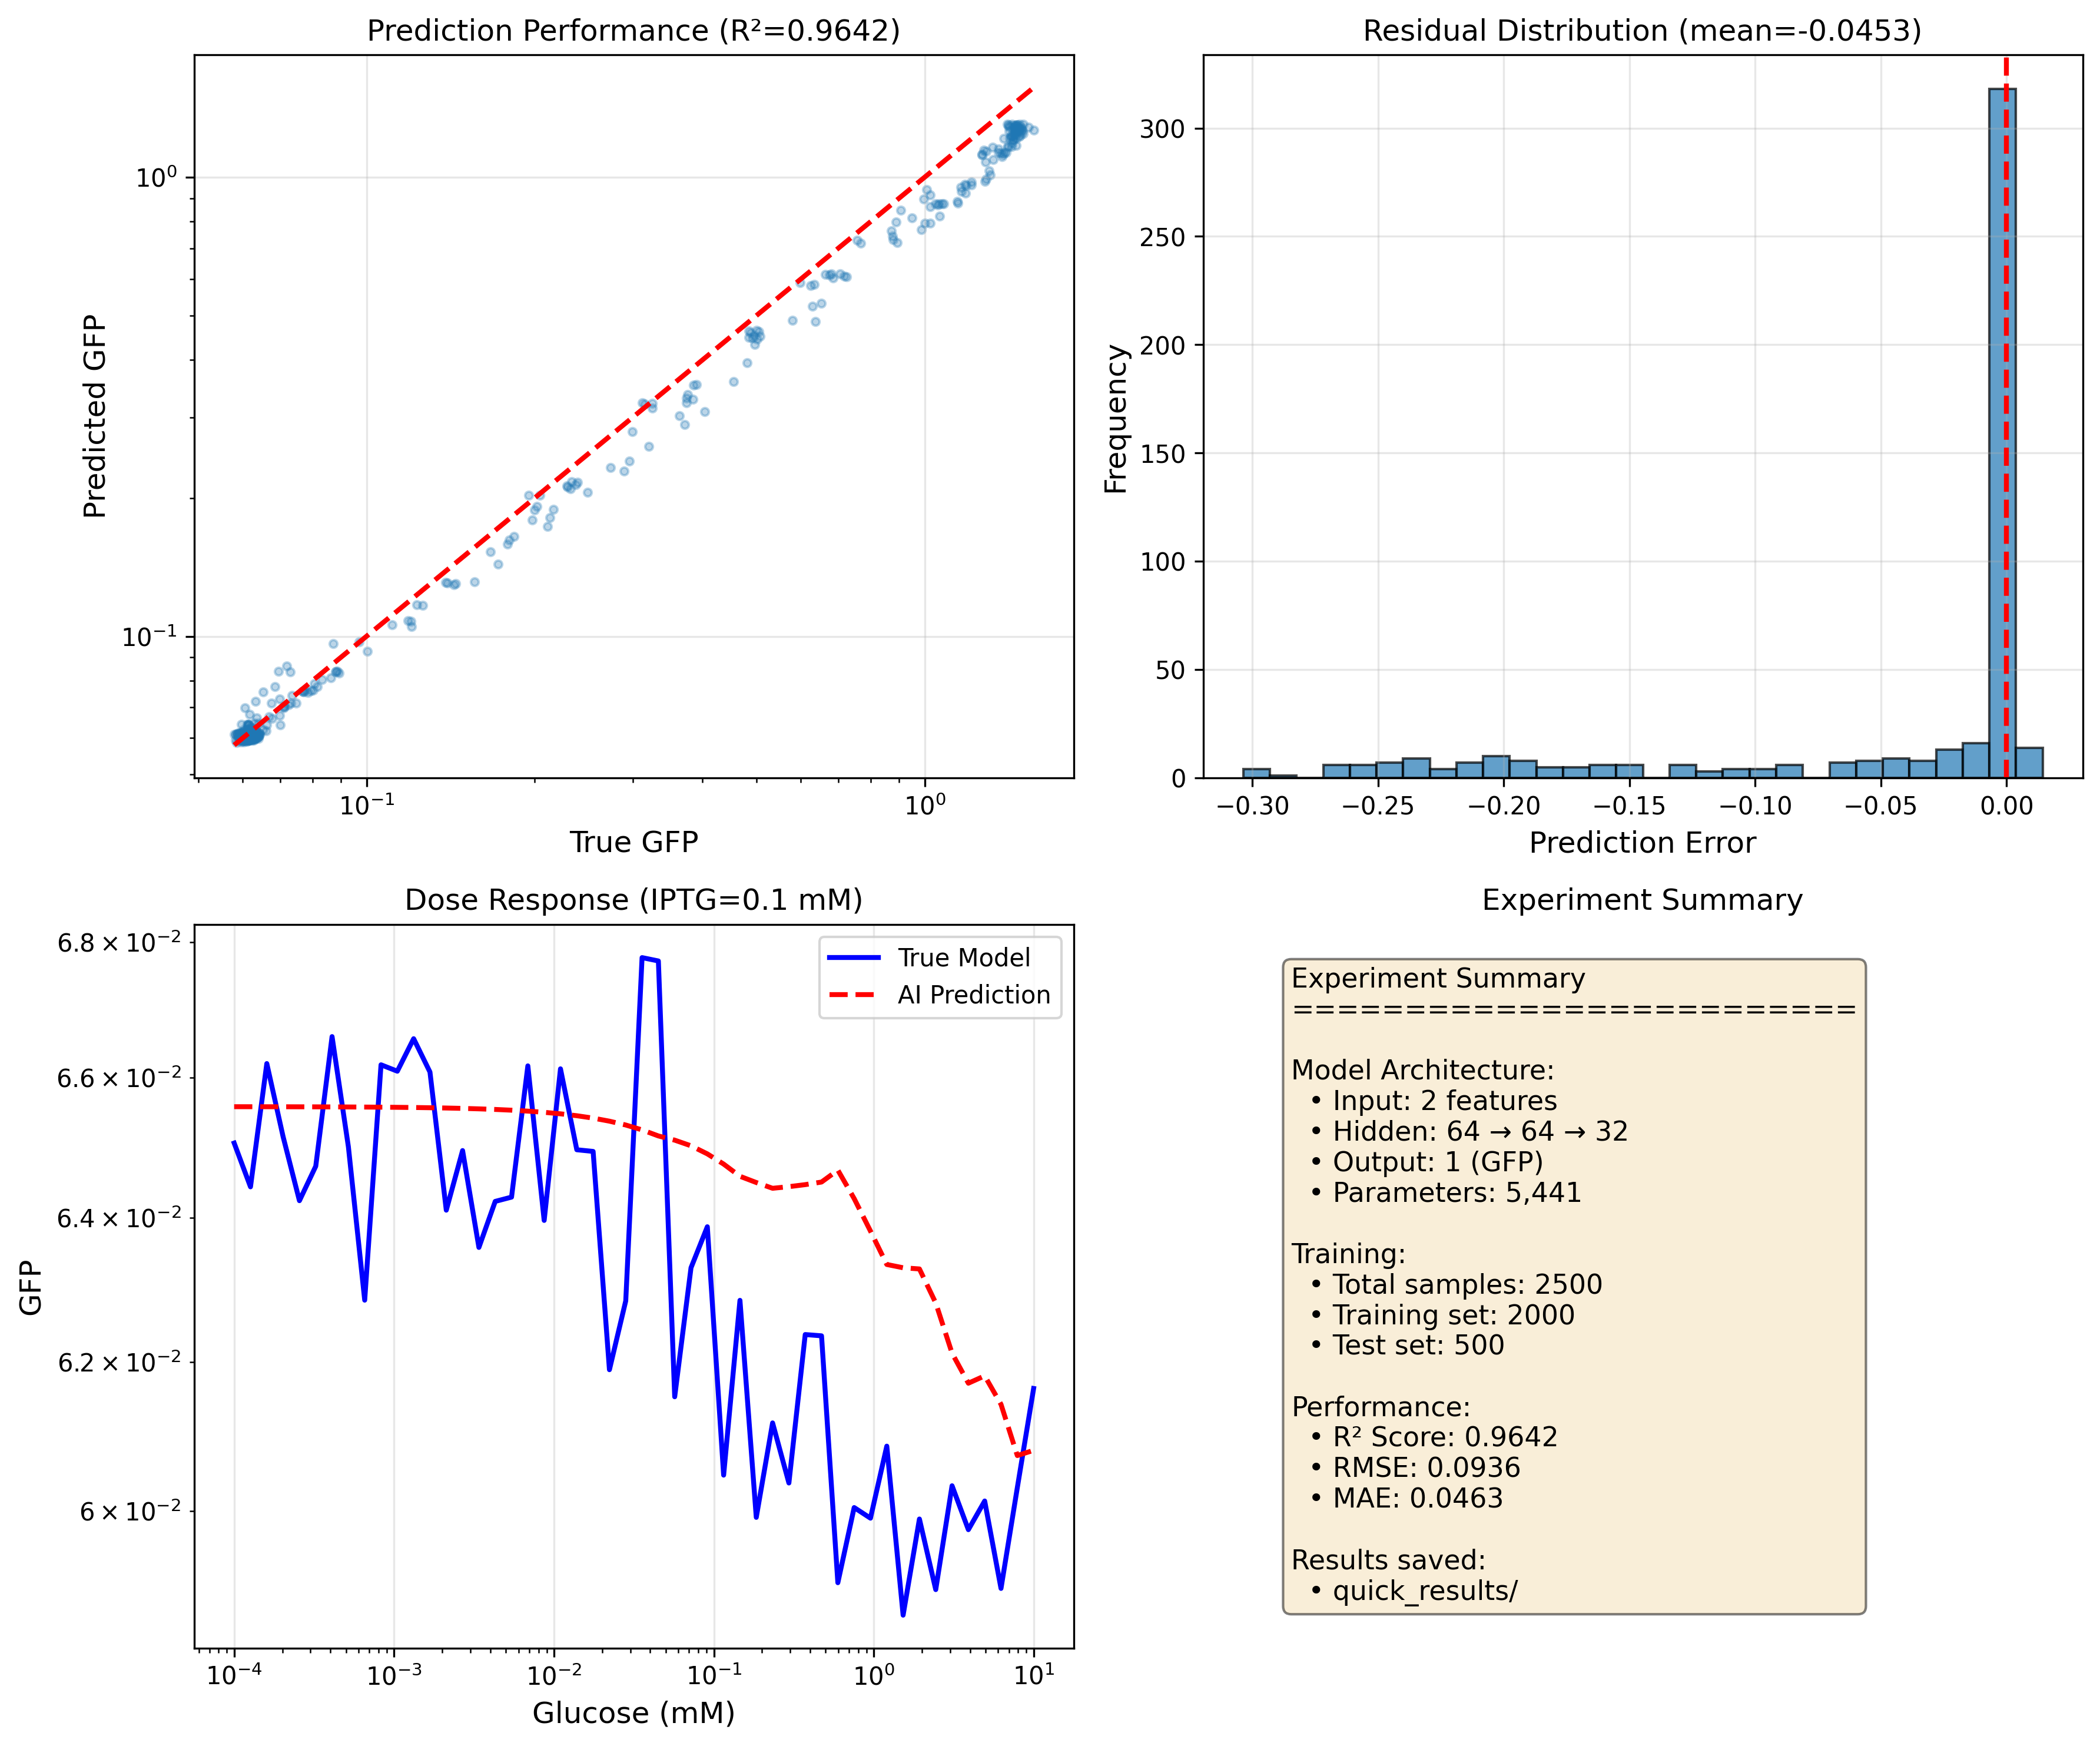 Prediction Performance (R²=0.9642)
10⁰
10⁻¹
Predicted GFP
10⁻¹ 10⁰
True GFP
Residual Distribution (mean=-0.0453)
300
250
200
150
100
50
0
Frequency
−0.30 −0.25 −0.20 −0.15 −0.10 −0.05 0.00
Prediction Error
Dose Response (IPTG=0.1 mM)
6.8 × 10⁻²
6.6 × 10⁻²
6.4 × 10⁻²
6.2 × 10⁻²
6 × 10⁻²
GFP
True Model
AI Prediction
10⁻⁴ 10⁻³ 10⁻² 10⁻¹ 10⁰ 10¹
Glucose (mM)
Experiment Summary
Experiment Summary
=========================
Model Architecture:
• Input: 2 features
• Hidden: 64 → 64 → 32
• Output: 1 (GFP)
• Parameters: 5,441
Training:
• Total samples: 2500
• Training set: 2000
• Test set: 500
Performance:
• R² Score: 0.9642
• RMSE: 0.0936
• MAE: 0.0463
Results saved:
• quick_results/